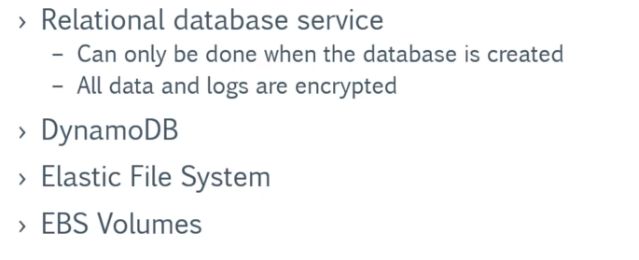 › Relational database service
– Can only be done when the database is created
– All data and logs are encrypted
› DynamoDB
› Elastic File System
› EBS Volumes